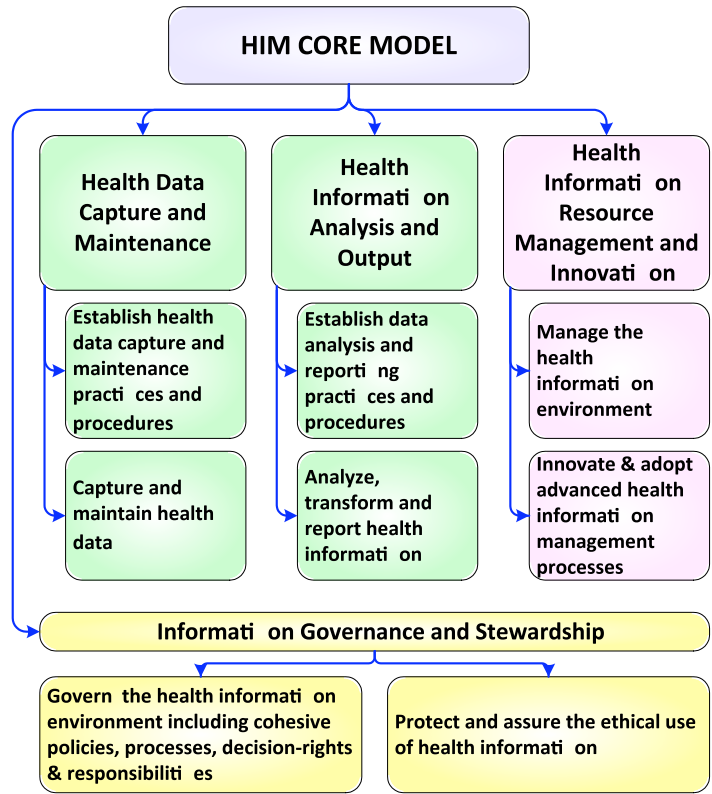 HIM CORE MODEL
Health Data
Capture and
Maintenance
Health
Informati on
Analysis and
Output
Health
Informati on
Resource
Management and
Innovati on
Establish health
data capture and
maintenance
practi ces and
procedures
Establish data
analysis and
reporti ng
practi ces and
procedures
Manage the
health
informati on
environment
Capture and
maintain health
data
Analyze,
transform and
report health
informati on
Innovate & adopt
advanced health
informati on
management
processes
Informati on Governance and Stewardship
Govern the health informati on
environment including cohesive
policies, processes, decision-rights
& responsibiliti es
Protect and assure the ethical use
of health informati on